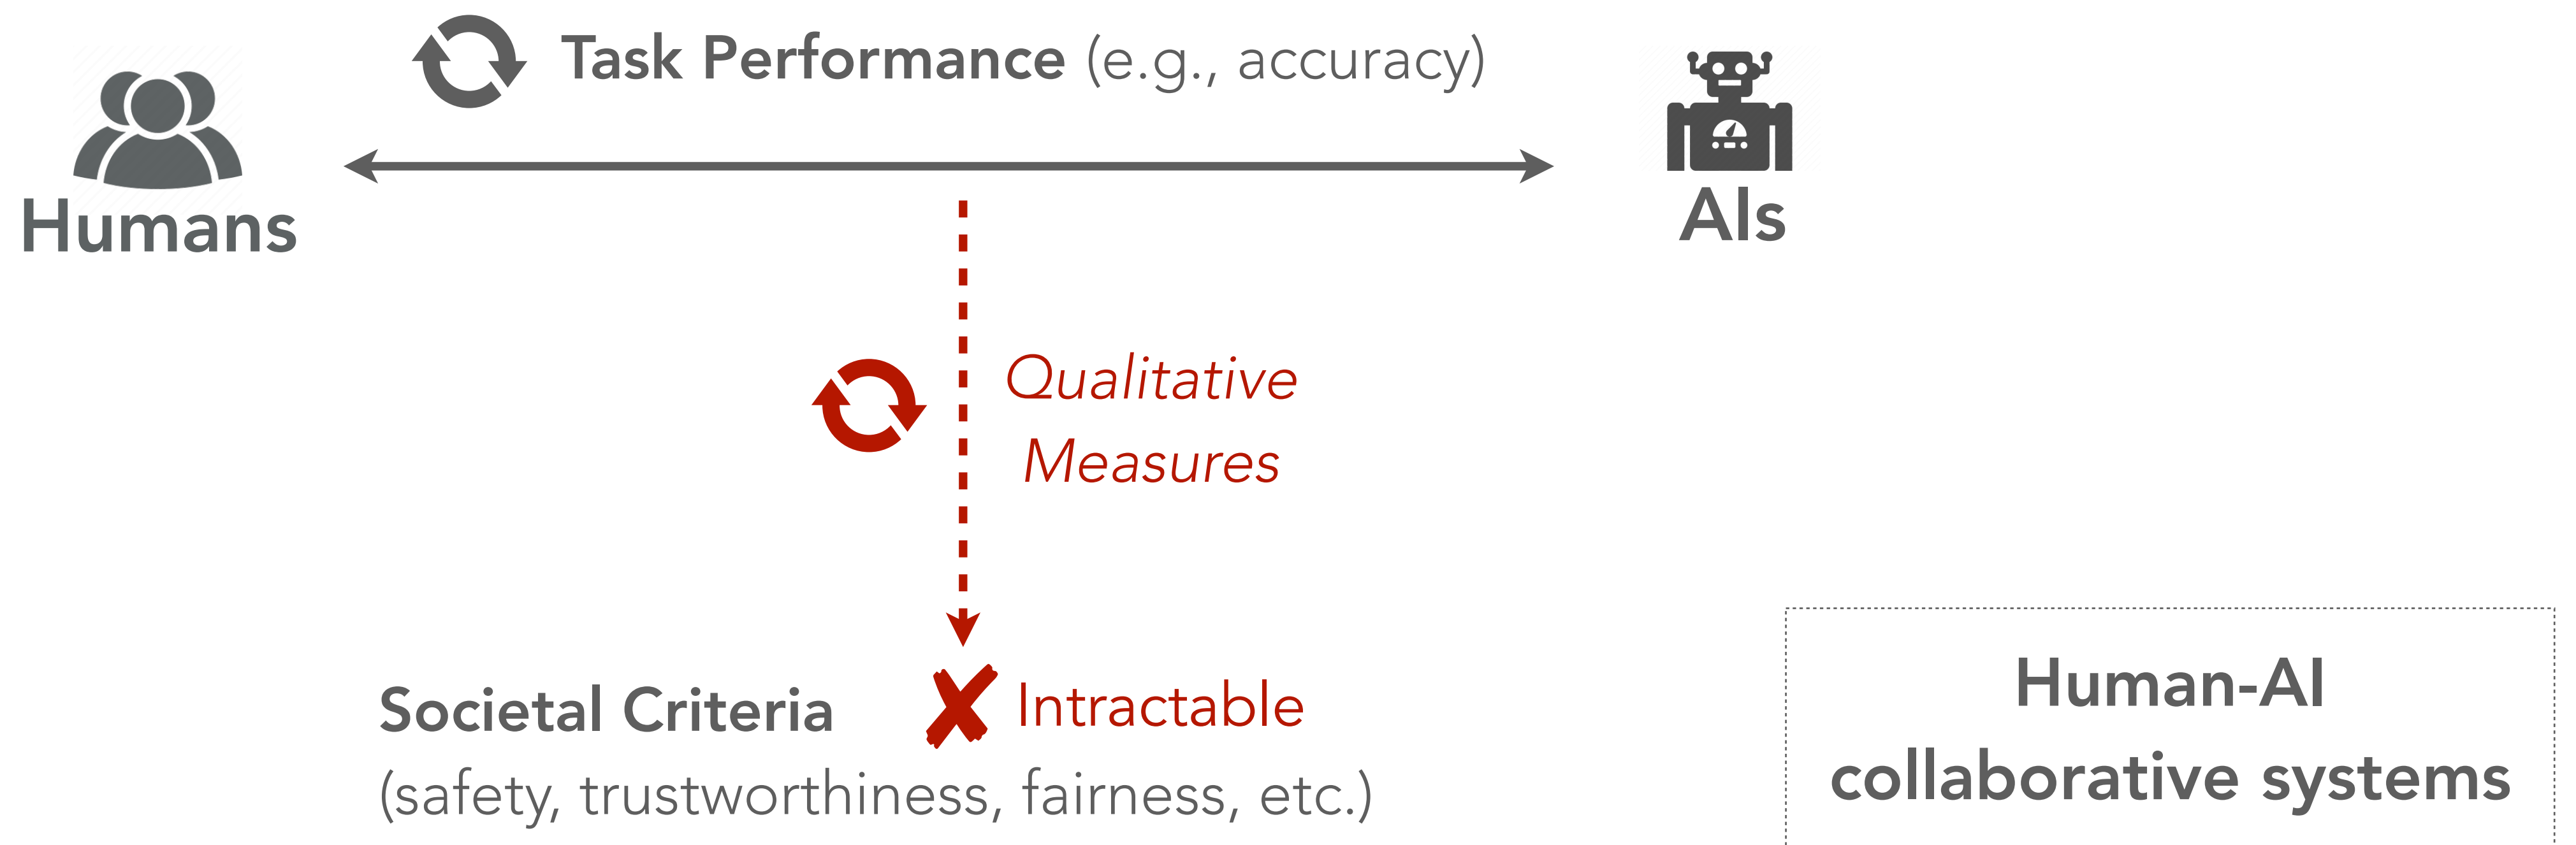 Task Performance (e.g., accuracy)
Humans
AIs
Qualitative
Measures
Societal Criteria
Intractable
(safety, trustworthiness, fairness, etc.)
Human-AI
collaborative systems